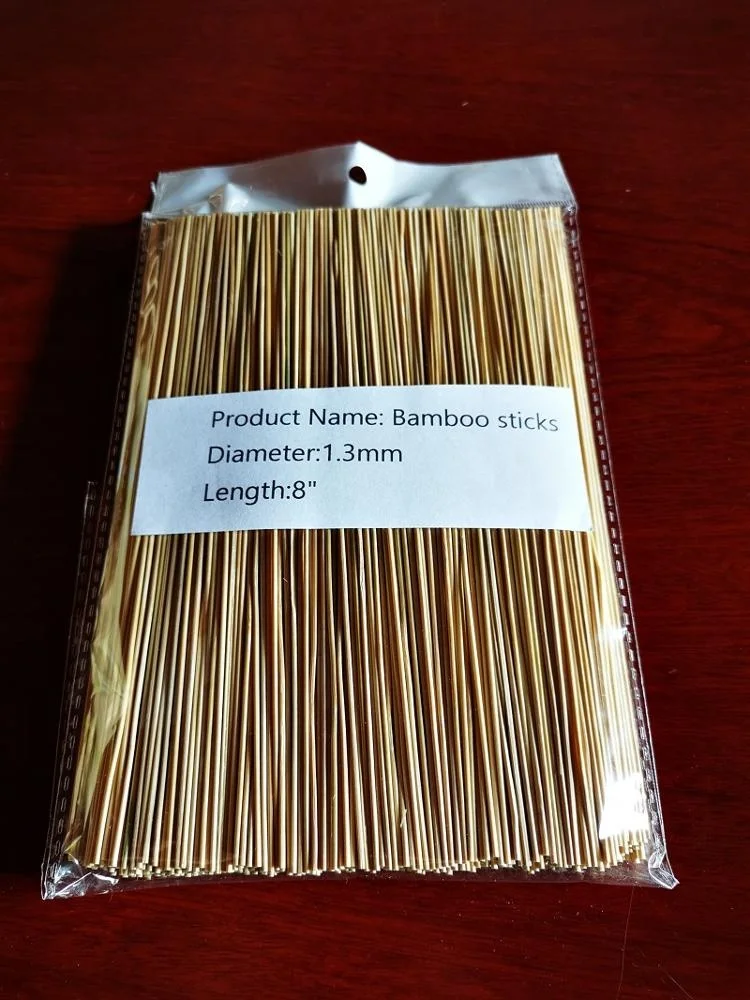 Product Name: Bamboo sticks
Diameter:1.3mm
Length:8"